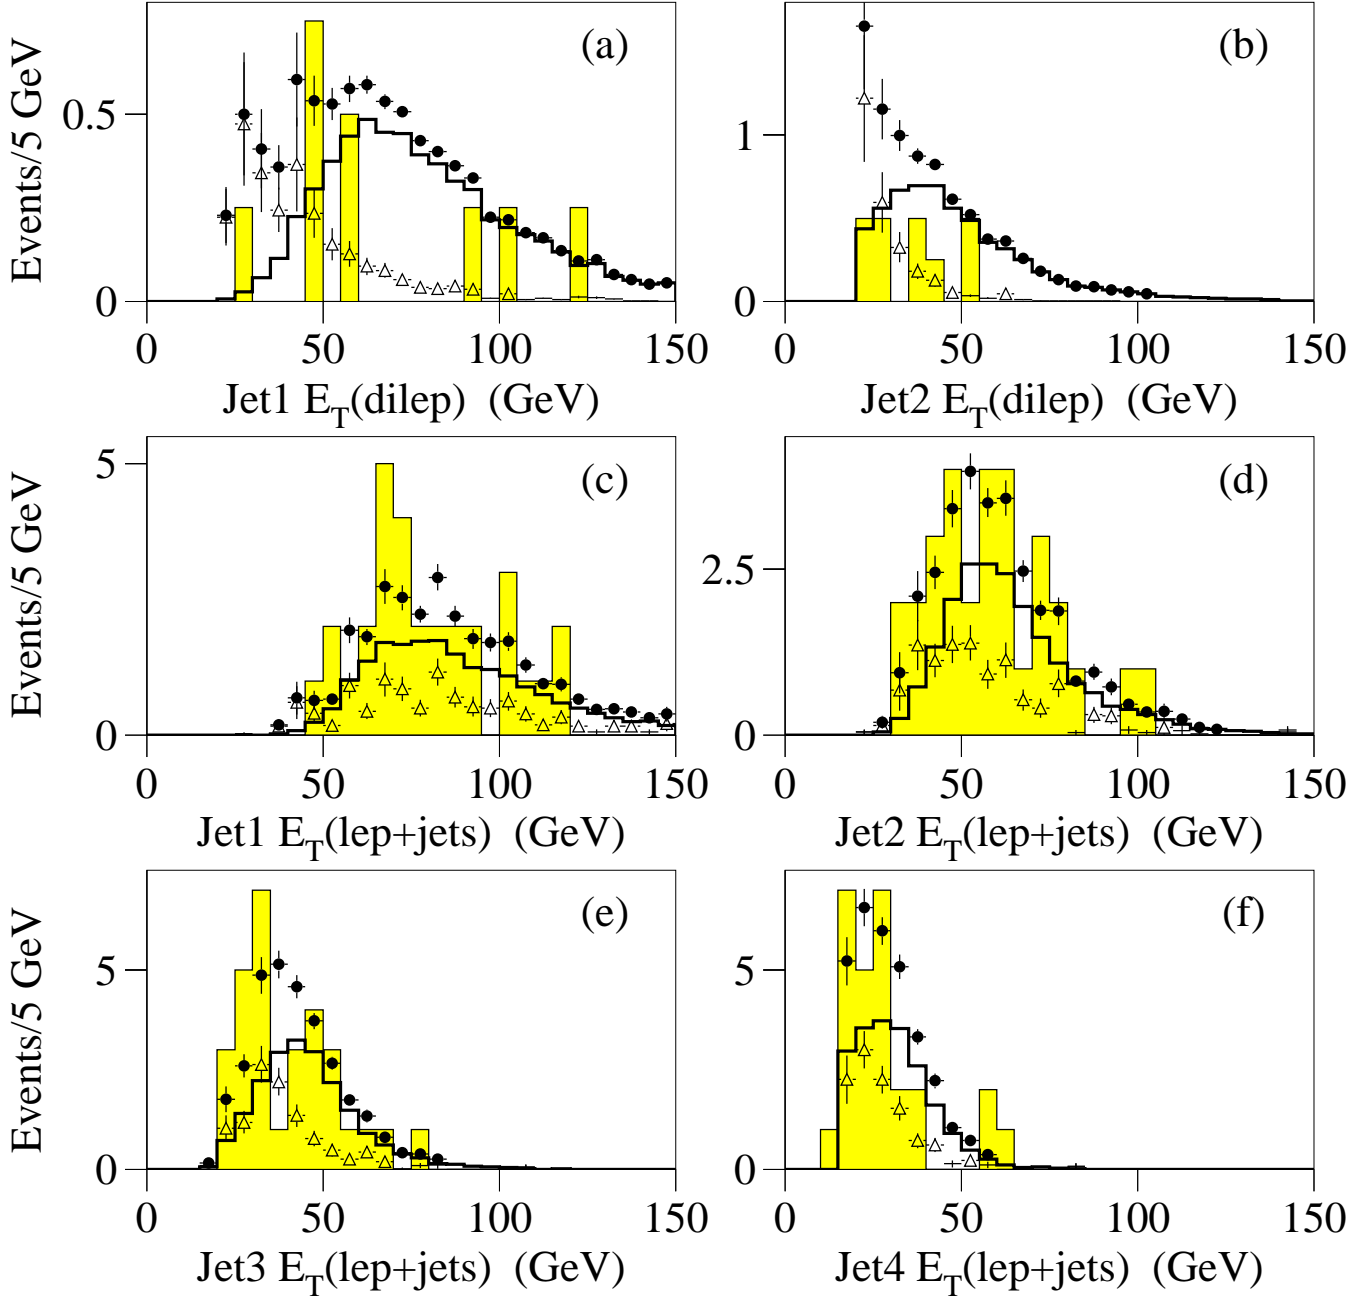 Events/5 GeV
(a)
0.5
0
0 50 100 150
Jet1 E_T(dilep) (GeV)
(b)
1
0
0 50 100 150
Jet2 E_T(dilep) (GeV)
Events/5 GeV
(c)
5
0
0 50 100 150
Jet1 E_T(lep+jets) (GeV)
(d)
2.5
0
0 50 100 150
Jet2 E_T(lep+jets) (GeV)
Events/5 GeV
(e)
5
0
0 50 100 150
Jet3 E_T(lep+jets) (GeV)
(f)
5
0
0 50 100 150
Jet4 E_T(lep+jets) (GeV)